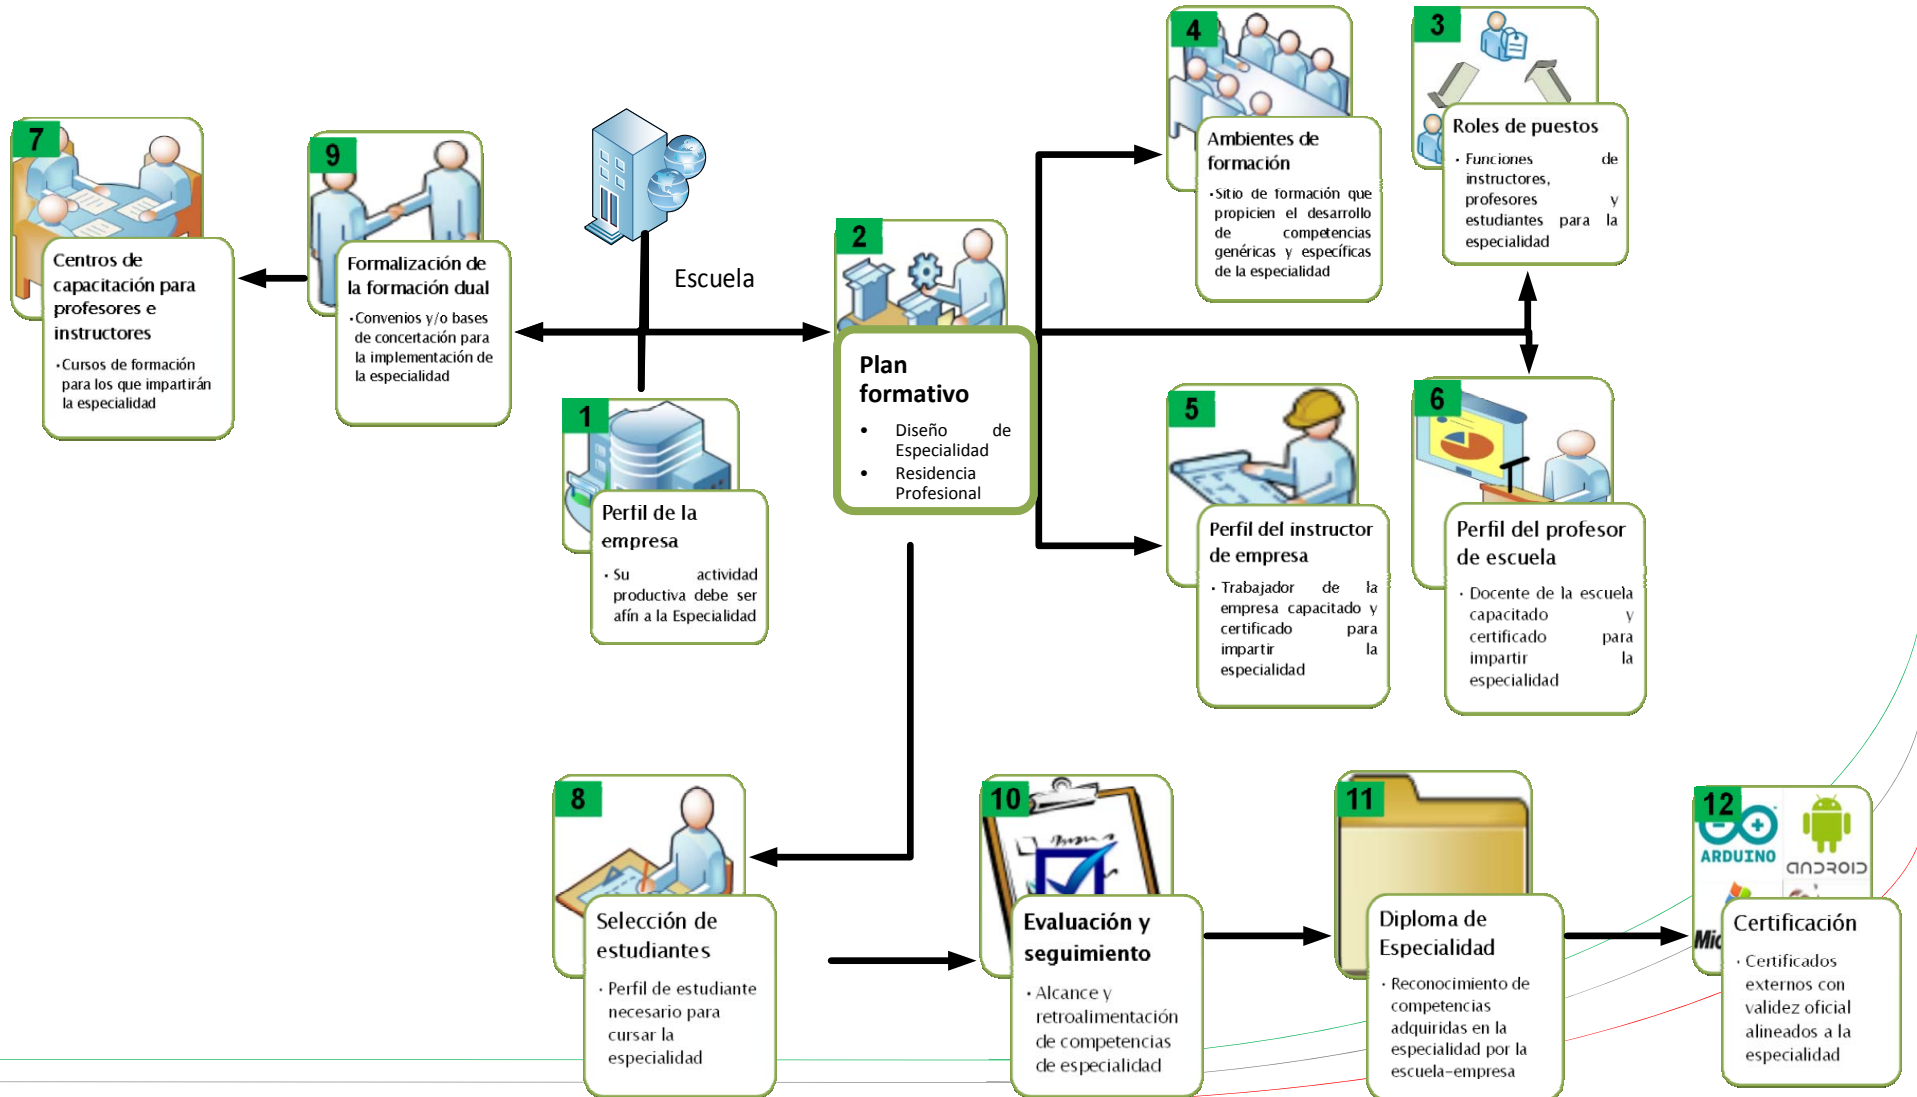 4
Ambientes de
formación
·Sitio de formación que
propicien el desarrollo
de competencias
genéricas y específicas
de la especialidad
3
Roles de puestos
· Funciones de
instructores,
profesores y
estudiantes para la
especialidad
7
Centros de
capacitación para
profesores e
instructores
·Cursos de formación
para los que impartirán
la especialidad
9
Formalización de
la formación dual
·Convenios y/o bases
de concertación para
la implementación de
la especialidad
Escuela
2
Plan
formativo
• Diseño de
Especialidad
• Residencia
Profesional
1
Perfil de la
empresa
· Su actividad
productiva debe ser
afín a la Especialidad
5
Perfil del instructor
de empresa
· Trabajador de la
empresa capacitado y
certificado para
impartir la
especialidad
6
Perfil del profesor
de escuela
· Docente de la escuela
capacitado y
certificado para
impartir la
especialidad
8
Selección de
estudiantes
· Perfil de estudiante
necesario para
cursar la
especialidad
10
Evaluación y
seguimiento
· Alcance y
retroalimentación
de competencias
de especialidad
11
Diploma de
Especialidad
· Reconocimiento de
competencias
adquiridas en la
especialidad por la
escuela-empresa
12
ARDUINO
ANDROID
Mic
Certificación
· Certificados
externos con
validez oficial
alineados a la
especialidad